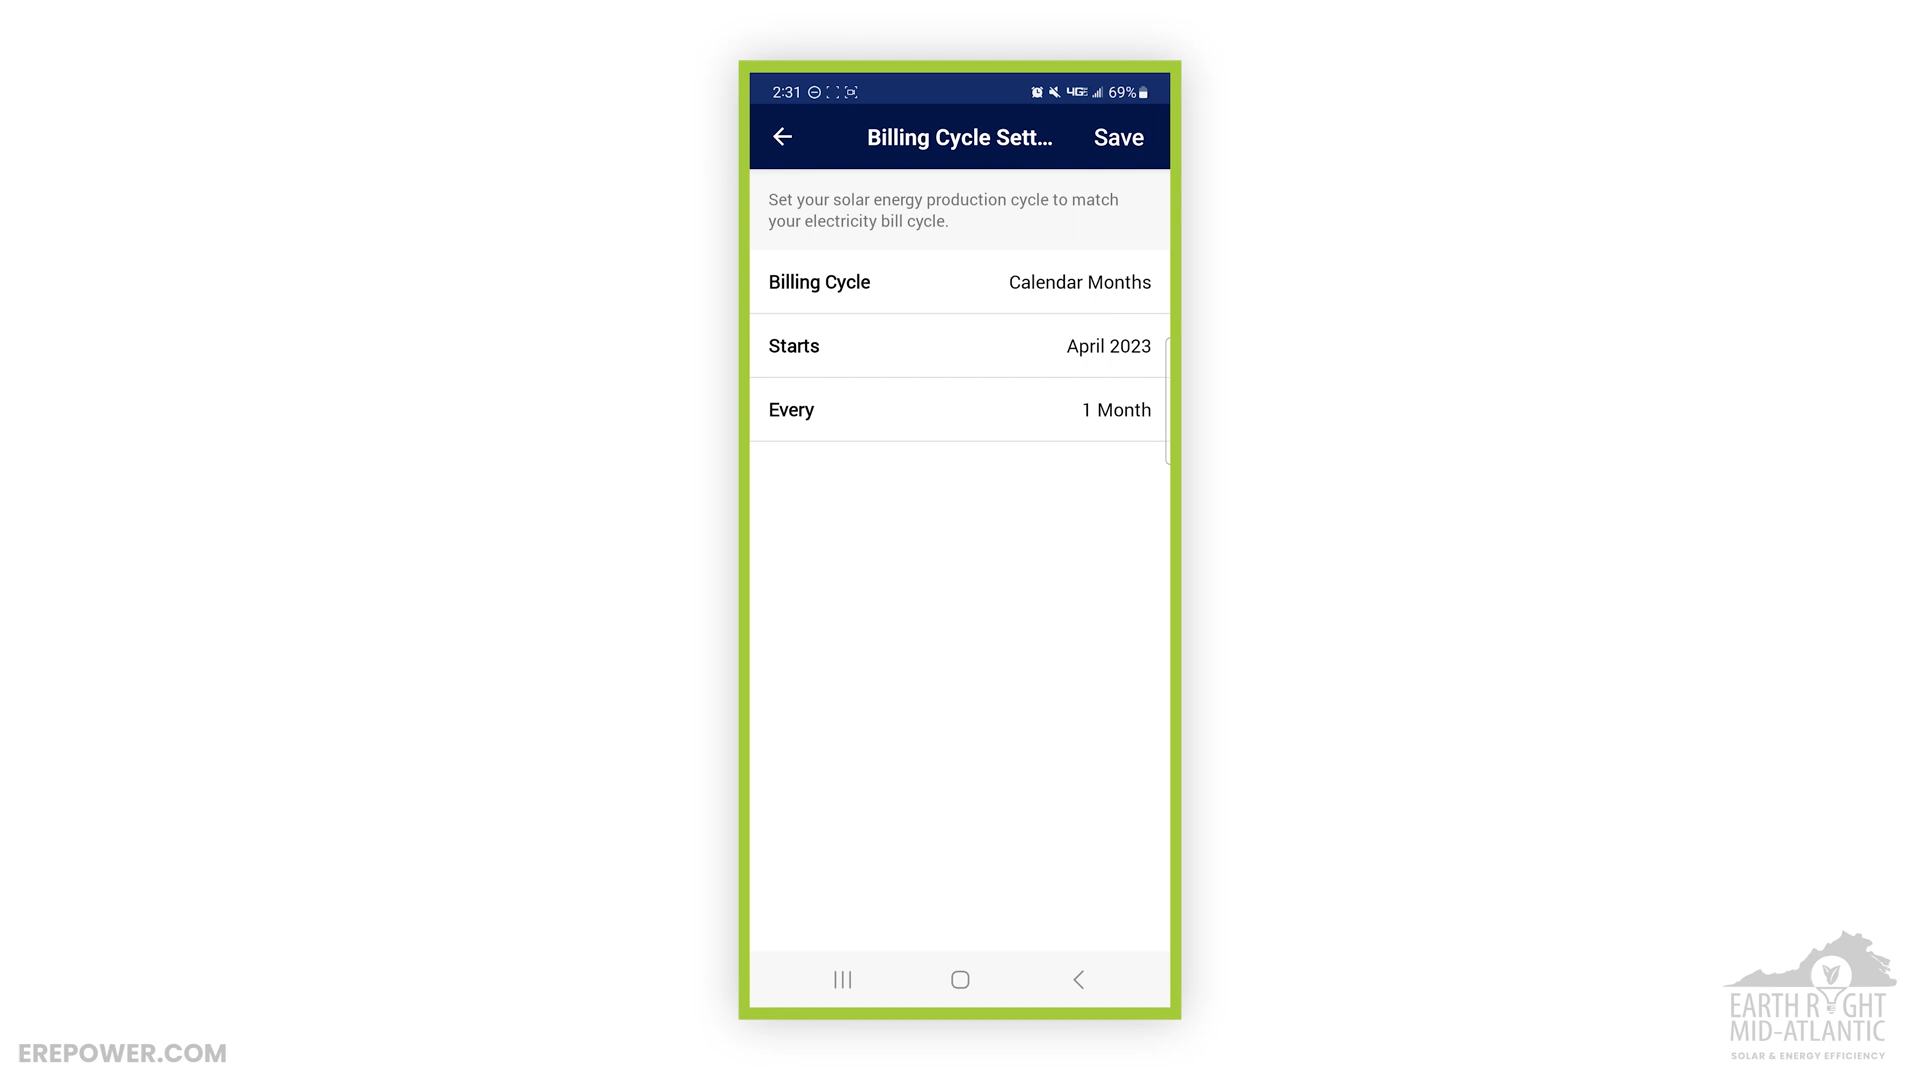 2:31 4GE 69%
Billing Cycle Sett... Save
Set your solar energy production cycle to match
your electricity bill cycle.
Billing Cycle Calendar Months
Starts April 2023
Every 1 Month
EREPOWER.COM
EARTH RIGHT
MID-ATLANTIC
SOLAR & ENERGY EFFICIENCY